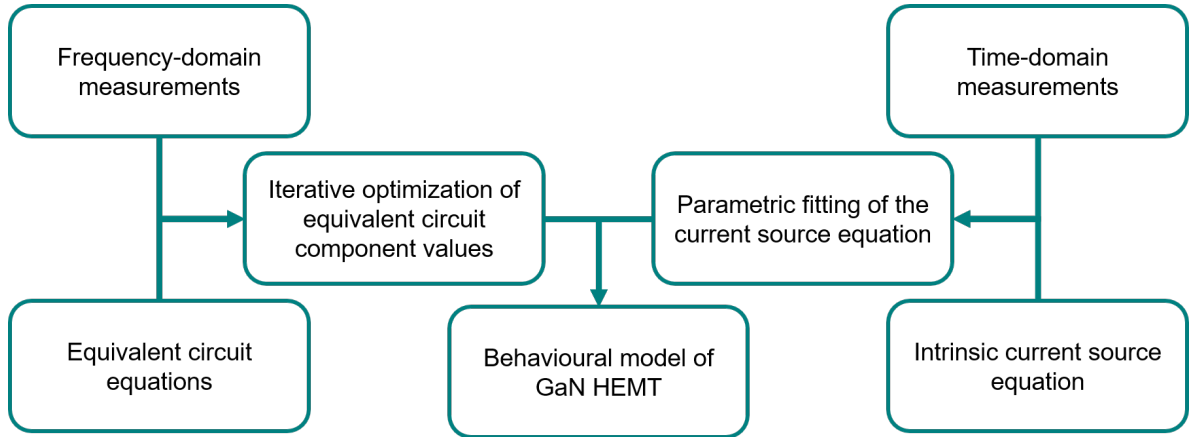 Frequency-domain
measurements
Time-domain
measurements
Iterative optimization of
equivalent circuit
component values
Parametric fitting of the
current source equation
Equivalent circuit
equations
Behavioural model of
GaN HEMT
Intrinsic current source
equation